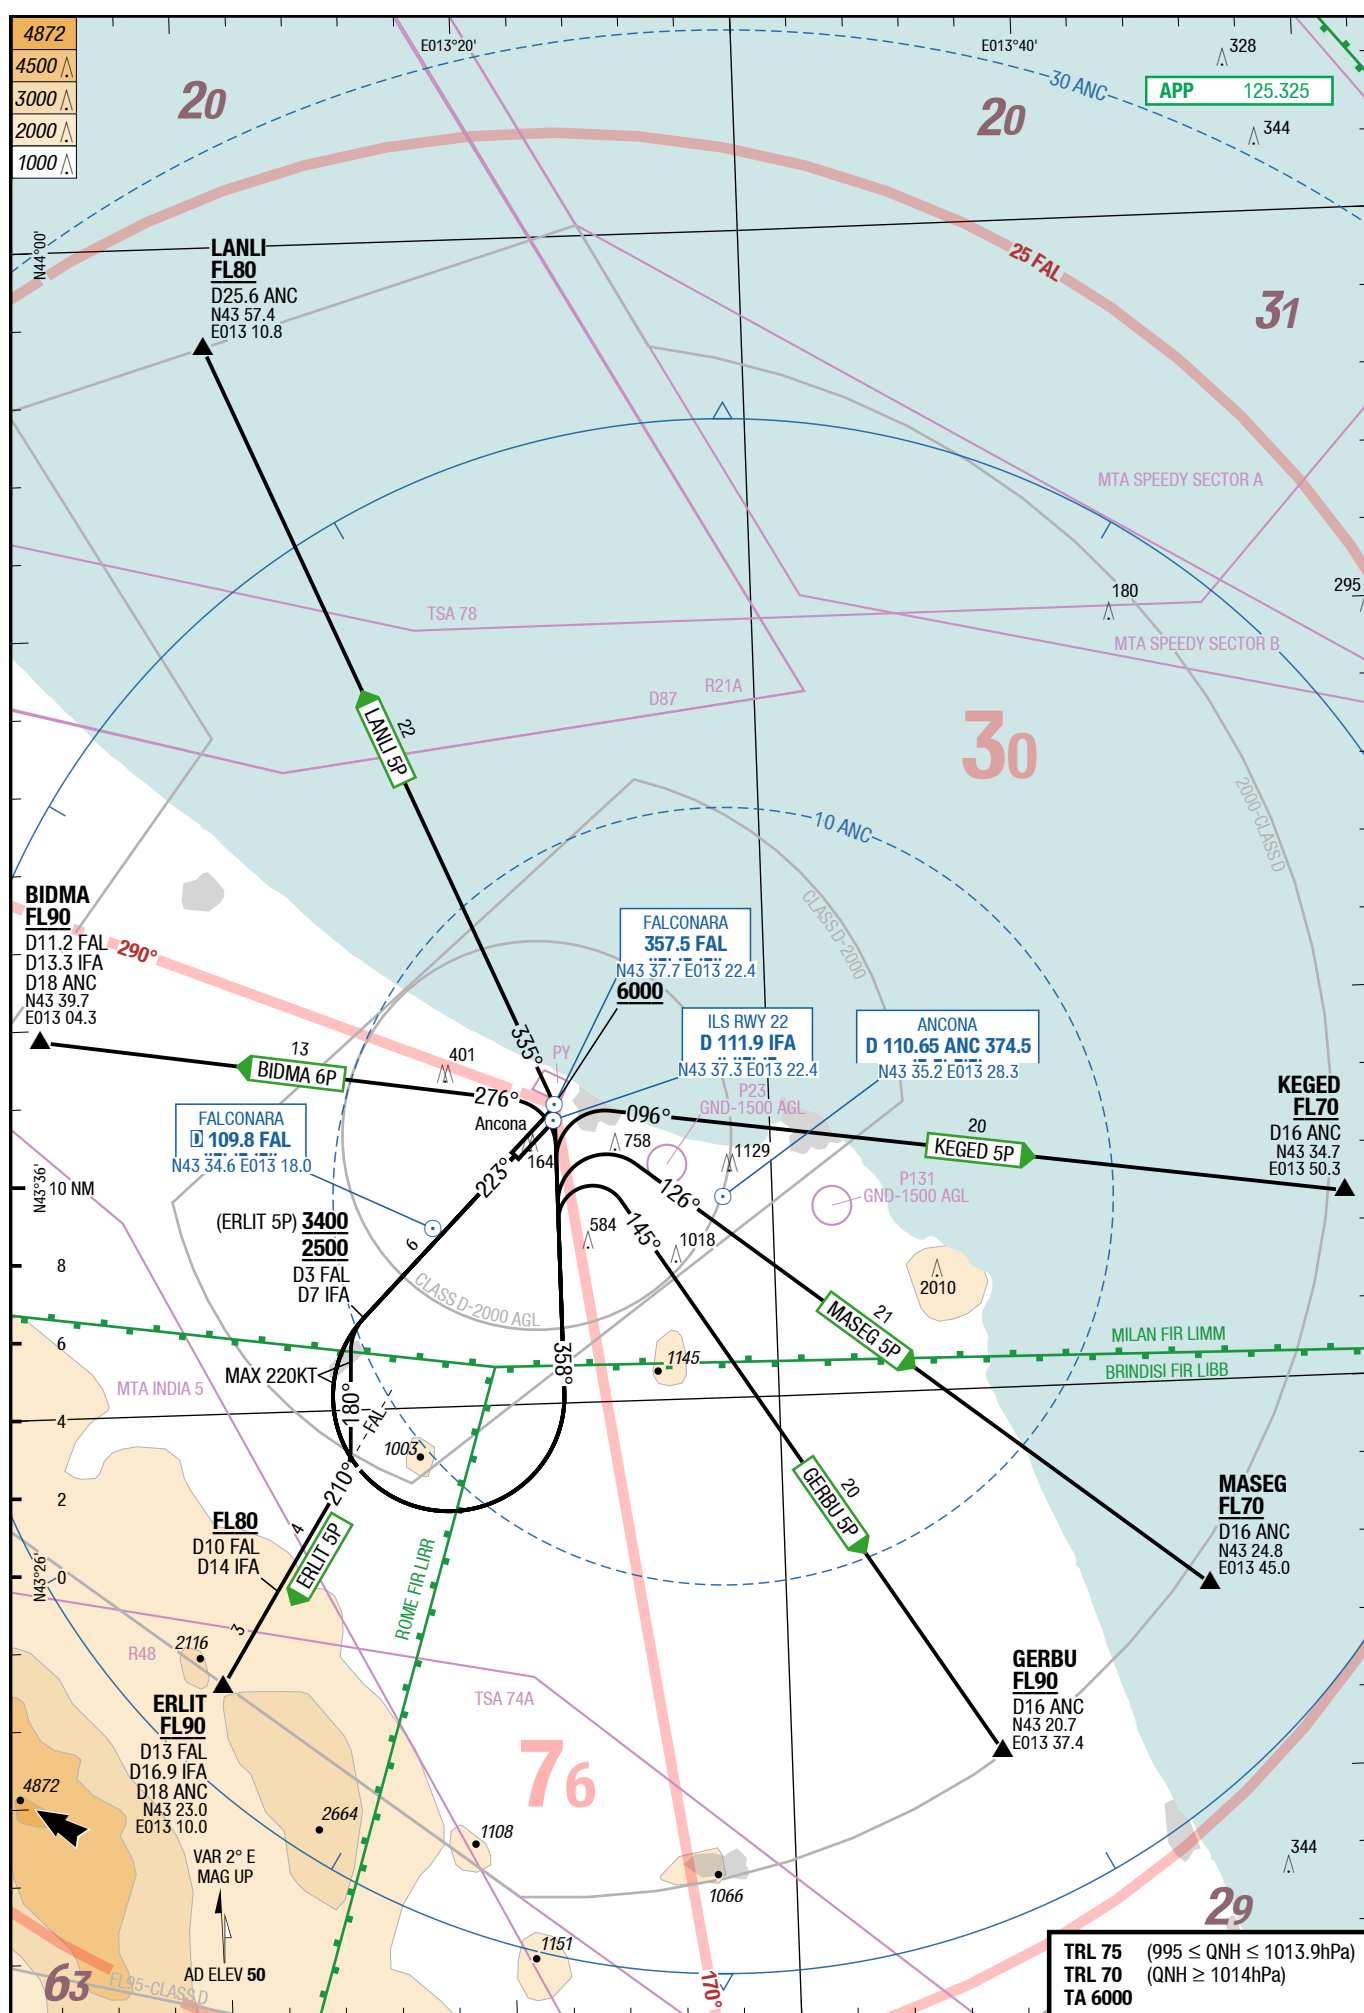 4872
4500
3000
2000
1000
E013°20'
E013°40'
328
30 ANC
APP 125.325
20
20
344
N44°00'
LANLI
FL80
D25.6 ANC
N43 57.4
E013 10.8
25 FAL
31
MTA SPEEDY SECTOR A
TSA 78
180
295
MTA SPEEDY SECTOR B
D87
R21A
22
LANLI 5P
30
2000-CLASS D
10 ANC
CLASS D-2000
BIDMA
FL90
D11.2 FAL
D13.3 IFA
D18 ANC
N43 39.7
E013 04.3
290°
FALCONARA
357.5 FAL
N43 37.7 E013 22.4
6000
ILS RWY 22
D 111.9 IFA
N43 37.3 E013 22.4
ANCONA
D 110.65 ANC 374.5
N43 35.2 E013 28.3
335°
PY
13
BIDMA 6P
401
276°
P23
GND-1500 AGL
096°
20
KEGED 5P
KEGED
FL70
D16 ANC
N43 34.7
E013 50.3
FALCONARA
D 109.8 FAL
N43 34.6 E013 18.0
Ancona
164
758
1129
P131
GND-1500 AGL
N43°36'
10 NM
223°
126°
(ERLIT 5P) 3400
2500
D3 FAL
D7 IFA
6
584
145°
1018
2010
8
CLASS D-2000 AGL
21
MASEG 5P
MILAN FIR LIMM
BRINDISI FIR LIBB
6
MAX 220KT
MTA INDIA 5
180°
FAL
358°
1145
4
1003
210°
20
GERBU 5P
MASEG
FL70
D16 ANC
N43 24.8
E013 45.0
2
FL80
D10 FAL
D14 IFA
4
ERLIT 5P
ROME FIR LIRR
N43°26'
0
3
2116
R48
TSA 74A
GERBU
FL90
D16 ANC
N43 20.7
E013 37.4
ERLIT
FL90
D13 FAL
D16.9 IFA
D18 ANC
N43 23.0
E013 10.0
76
4872
2664
1108
1066
344
VAR 2° E
MAG UP
29
1151
AD ELEV 50
63
FL95-CLASS D
170°
TRL 75 (995 ≤ QNH ≤ 1013.9hPa)
TRL 70 (QNH ≥ 1014hPa)
TA 6000